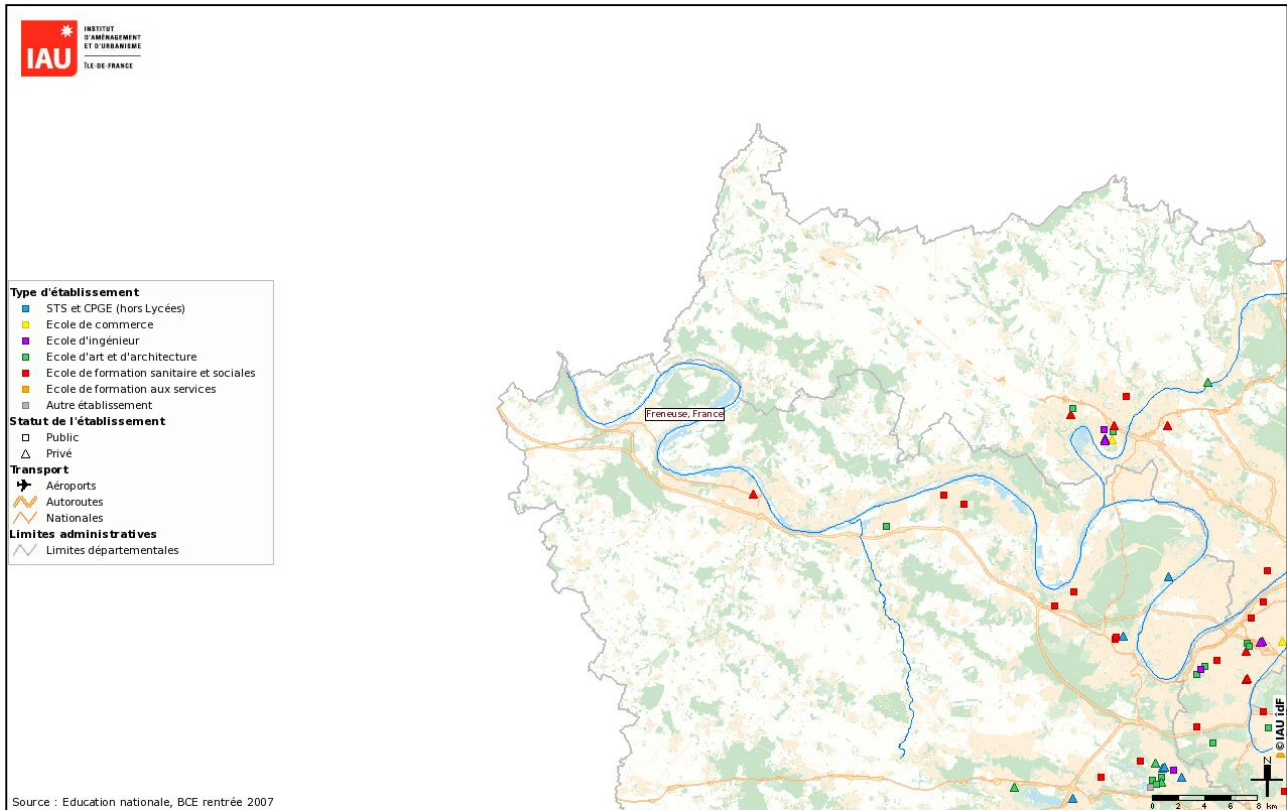 IAU
INSTITUT
D'AMÉNAGEMENT
ET D'URBANISME
ÎLE-DE-FRANCE
Type d'établissement
STS et CPGE (hors Lycées)
Ecole de commerce
Ecole d'ingénieur
Ecole d'art et d'architecture
Ecole de formation sanitaire et sociales
Ecole de formation aux services
Autre établissement
Statut de l'établissement
Public
Privé
Transport
Aéroports
Autoroutes
Nationales
Limites administratives
Limites départementales
Freneuse, France
©IAU îdF
N
0 2 4 6 8 km
Source : Education nationale, BCE rentrée 2007